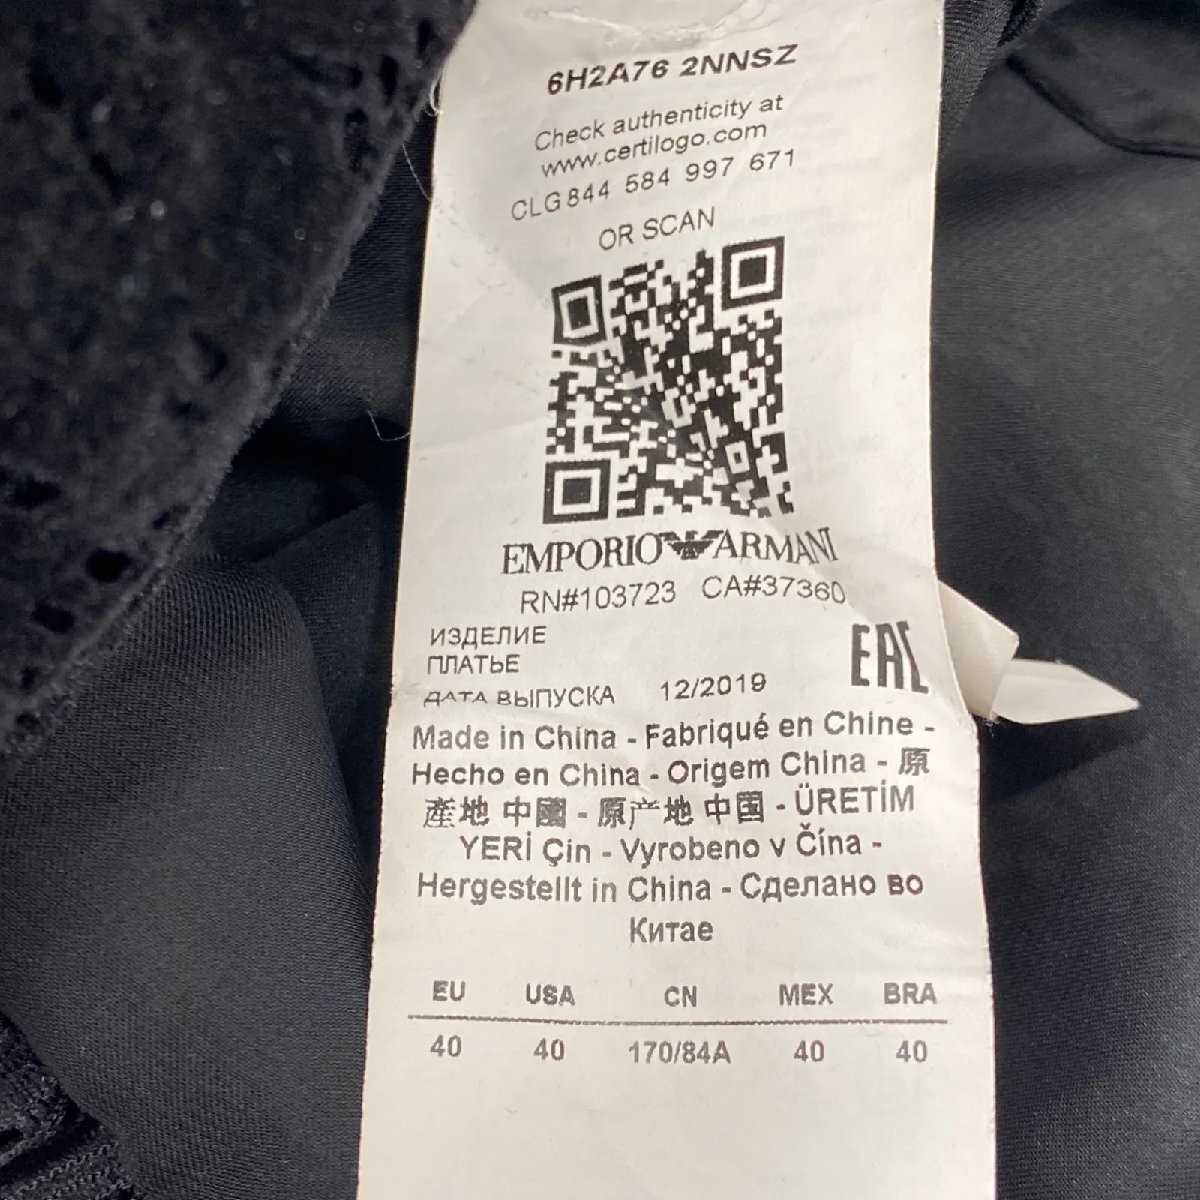 6H2A76 2NNSZ
Check authenticity at
www.certilogo.com
CLG 844 584 997 671
OR SCAN
EMPORIO ARMANI
RN#103723 CA#37360
ИЗДЕЛИЕ
ПЛАТЬЕ
ДАТА ВЫПУСКА 12/2019
EAC
Made in China - Fabriqué en Chine -
Hecho en China - Origem China - 原
產地 中國 - 原产地 中国 - ÜRETİM
YERİ Çin - Vyrobeno v Čína -
Hergestellt in China - Сделано во
Китае
EU USA CN MEX BRA
40 40 170/84A 40 40